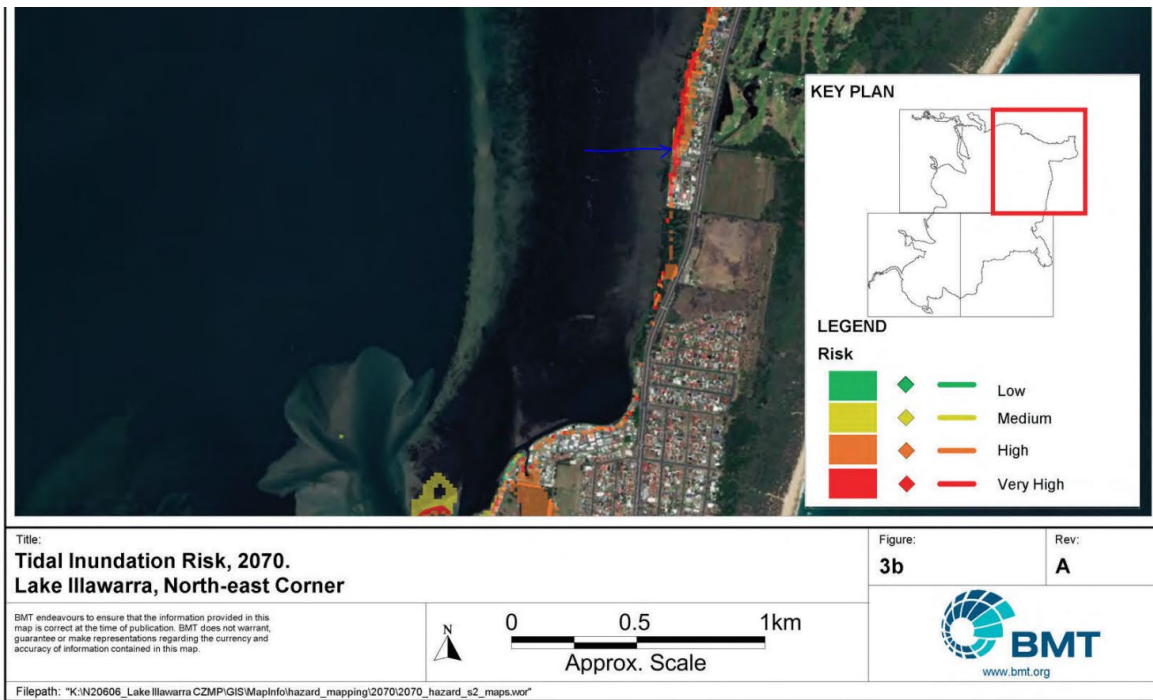 KEY PLAN
LEGEND
Risk
Low
Medium
High
Very High
Title:
Tidal Inundation Risk, 2070.
Lake Illawarra, North-east Corner
BMT endeavours to ensure that the information provided in this
map is correct at the time of publication. BMT does not warrant,
guarantee or make representations regarding the currency and
accuracy of information contained in this map.
N
0 0.5 1km
Approx. Scale
Figure:
3b
Rev:
A
BMT
www.bmt.org
Filepath: "K:\N20606_Lake Illawarra CZMP\GIS\MapInfo\hazard_mapping\2070\2070_hazard_s2_maps.wor"